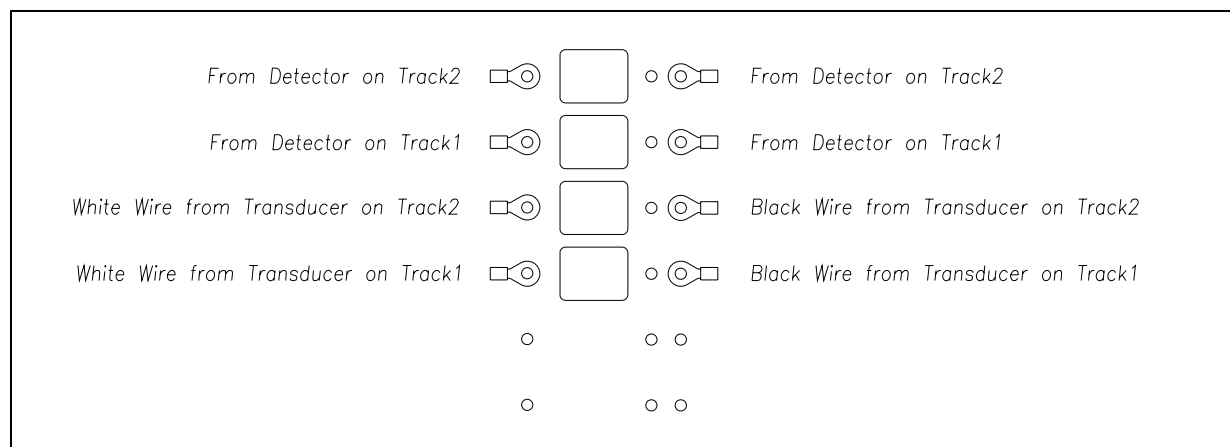 From Detector on Track2 From Detector on Track2
From Detector on Track1 From Detector on Track1
White Wire from Transducer on Track2 Black Wire from Transducer on Track2
White Wire from Transducer on Track1 Black Wire from Transducer on Track1